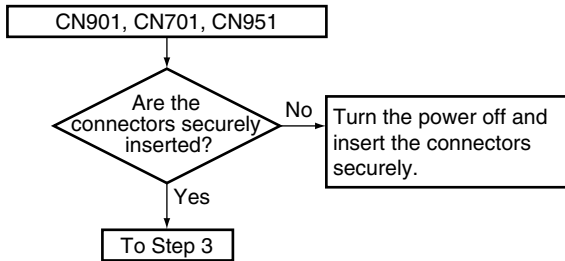 CN901, CN701, CN951
Are the
connectors securely
inserted?
No
Turn the power off and
insert the connectors
securely.
Yes
To Step 3